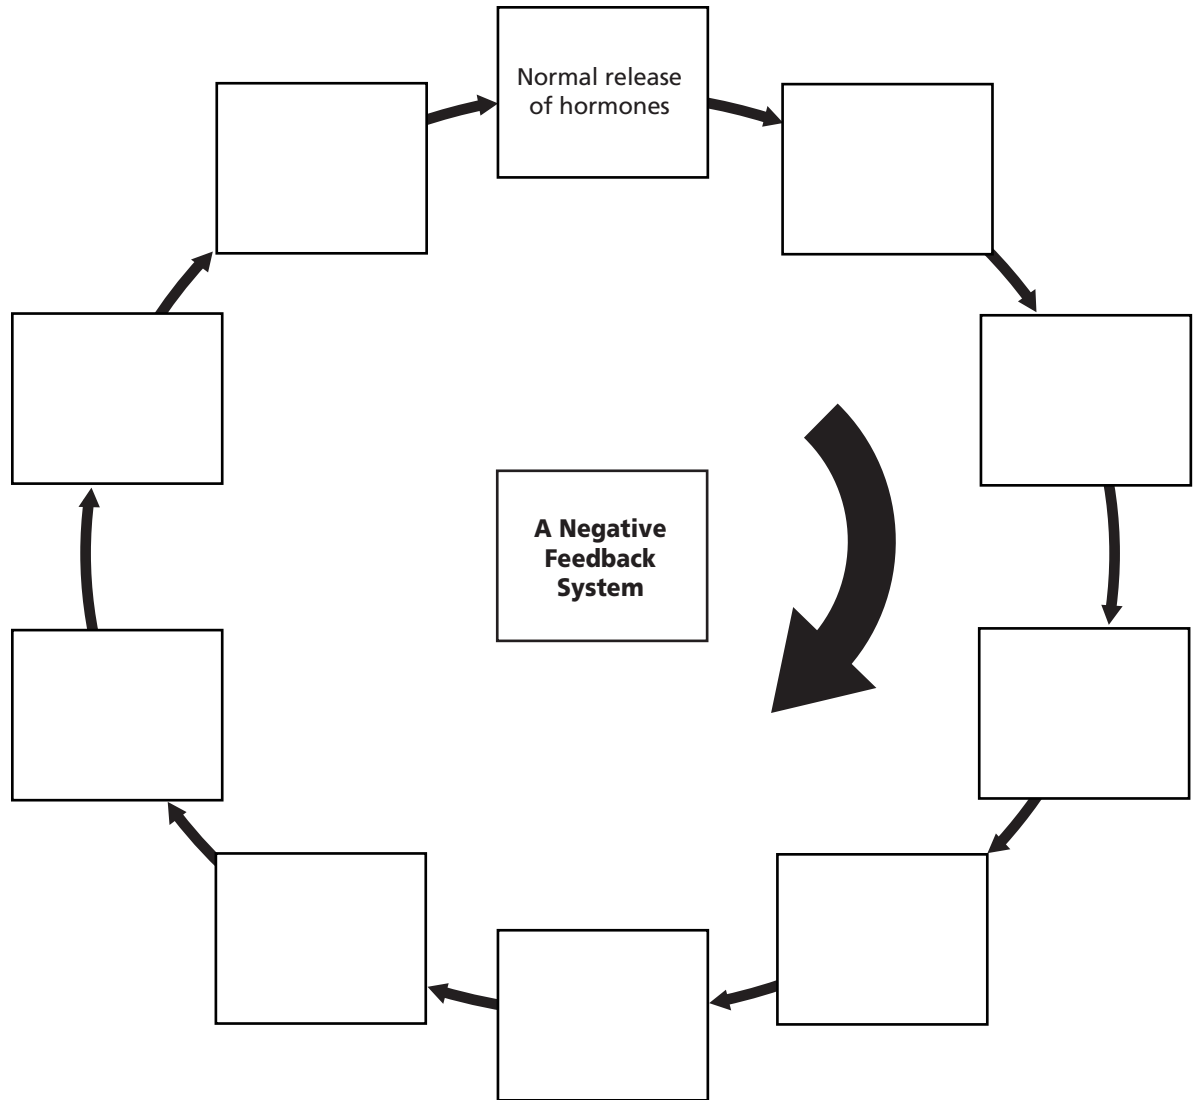 Normal release
of hormones
A Negative
Feedback
System